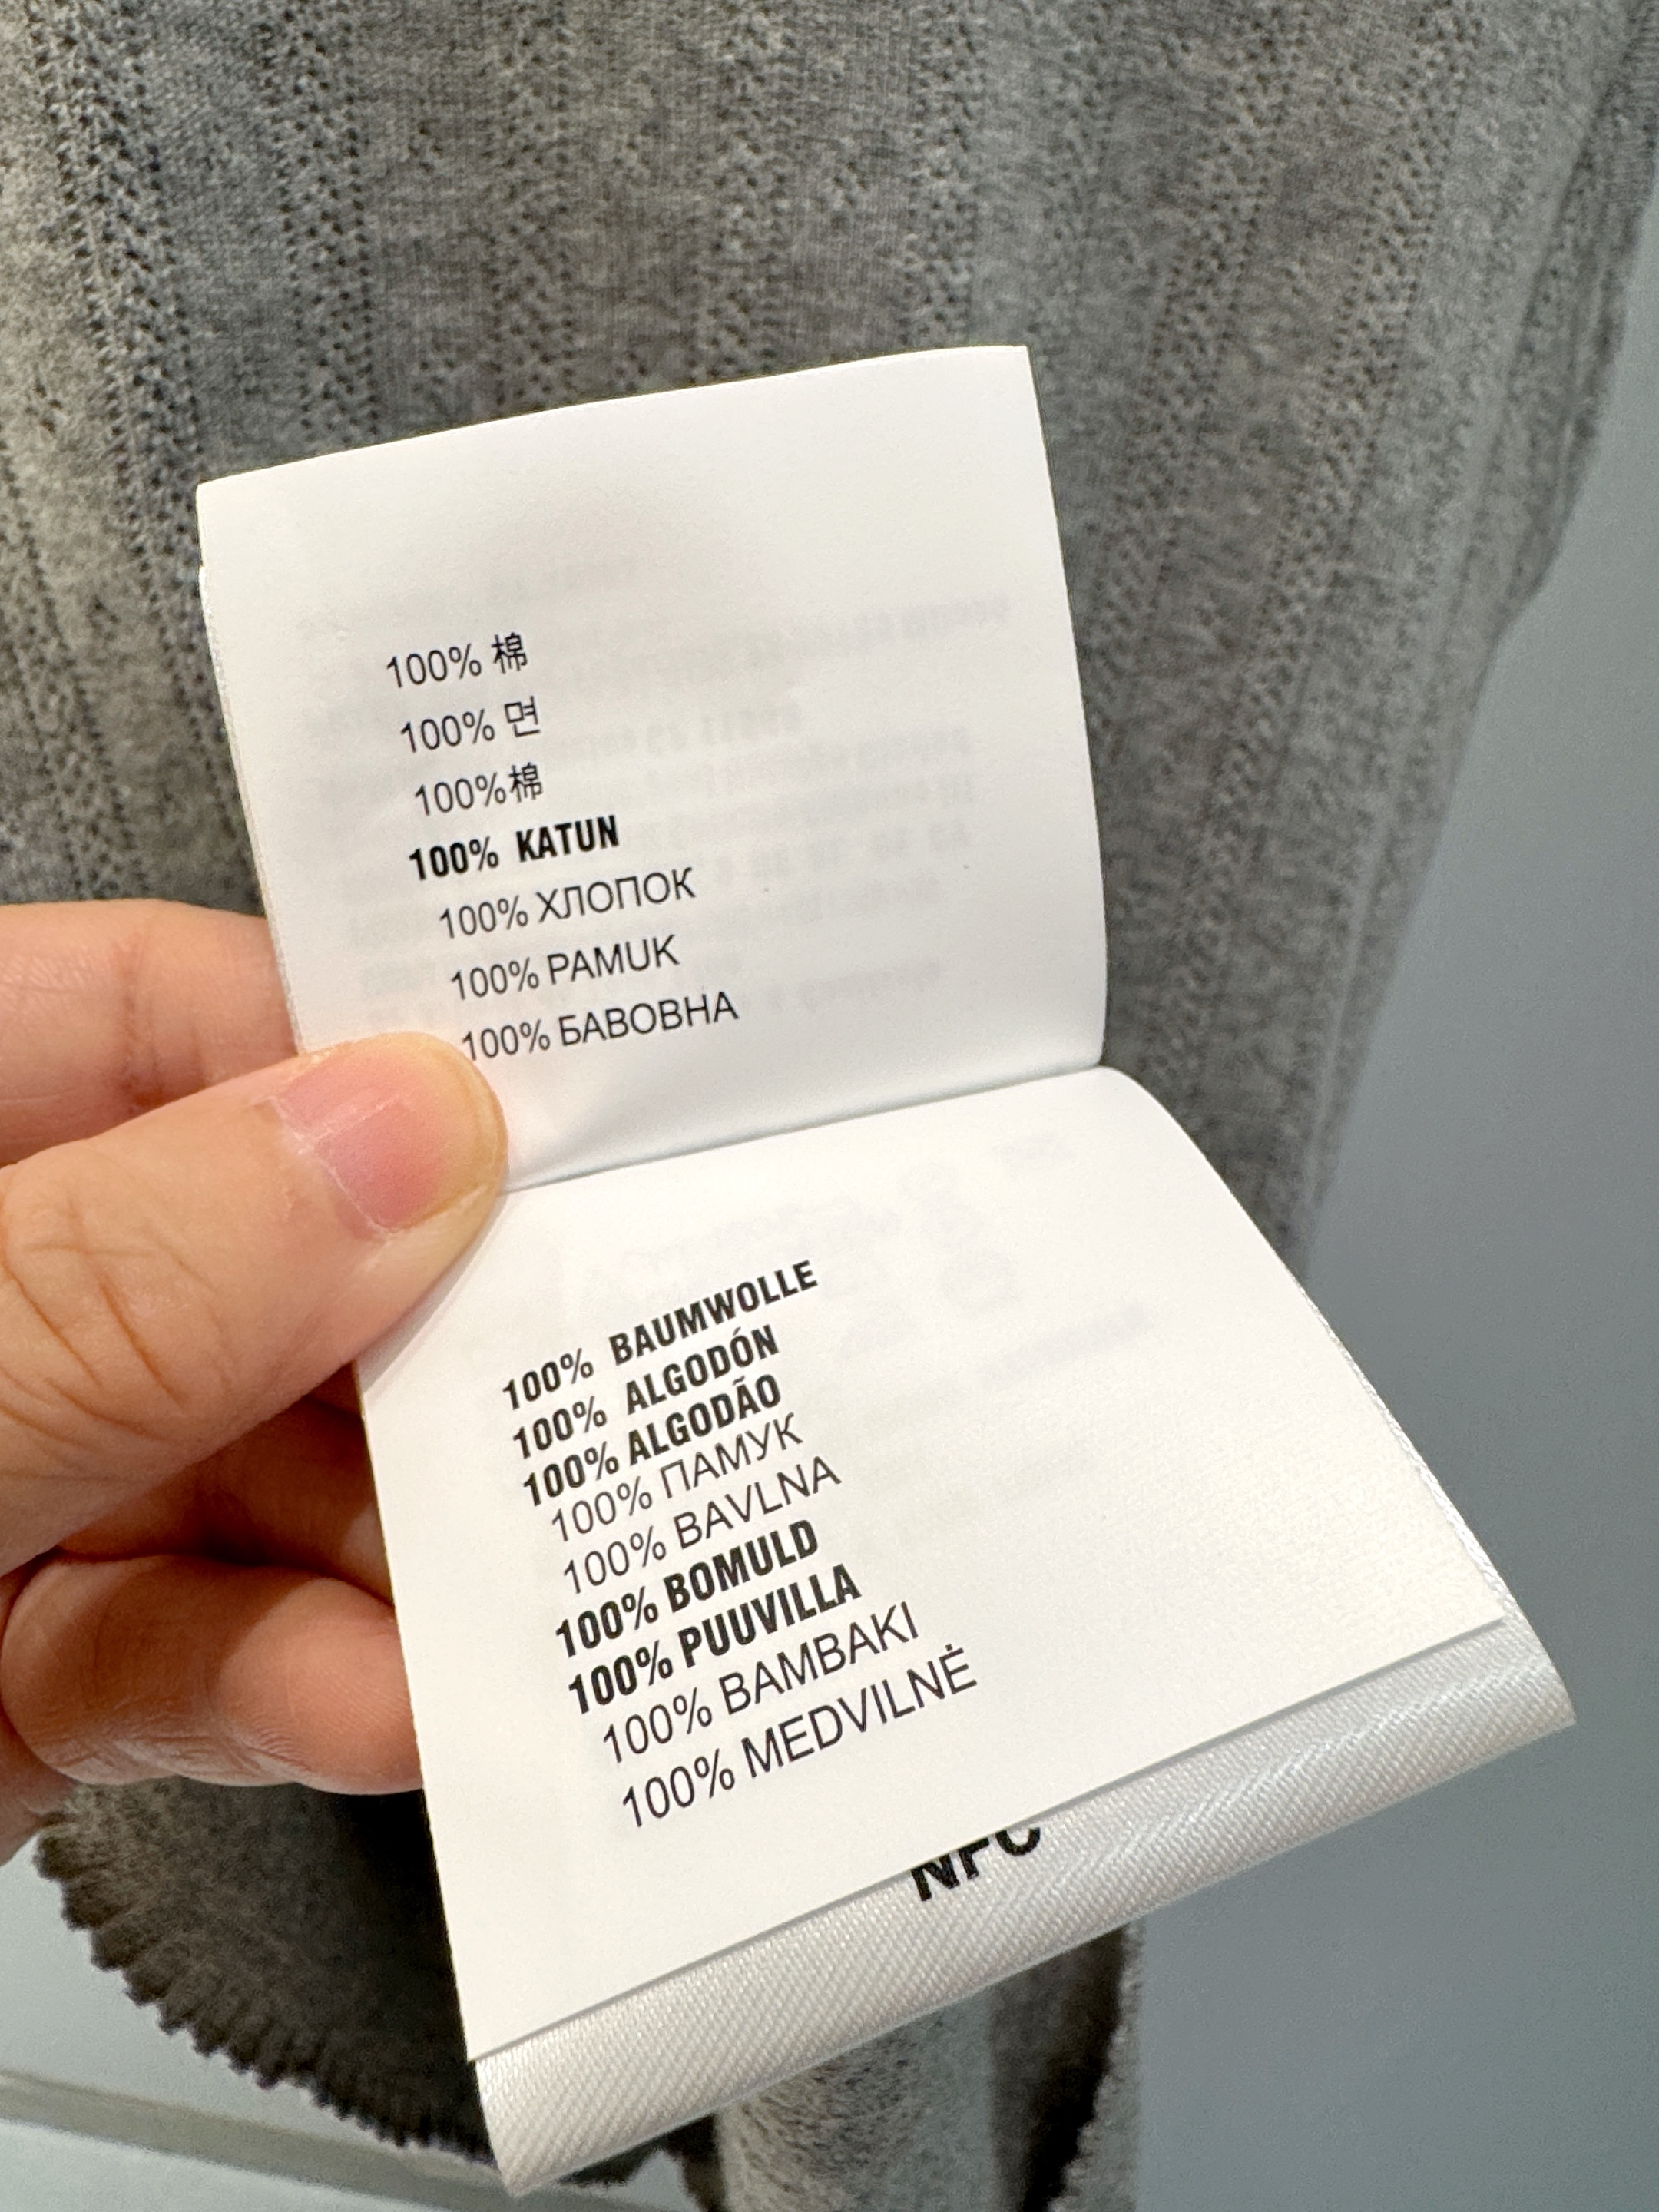 100% 棉
100% 면
100%棉
100% KATUN
100% ХЛОПОК
100% PAMUK
100% БАВОВНА
100% BAUMWOLLE
100% ALGODÓN
100% ALGODÃO
100% ПАМУК
100% BAVLNA
100% BOMULD
100% PUUVILLA
100% BAMBAKI
100% MEDVILNĖ
NFC